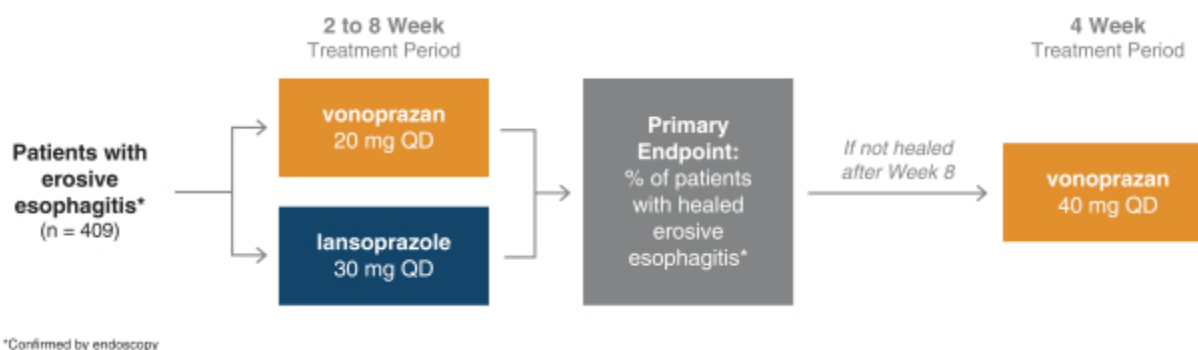 2 to 8 Week
Treatment Period
4 Week
Treatment Period
Patients with
erosive
esophagitis*
(n = 409)
vonoprazan
20 mg QD
lansoprazole
30 mg QD
Primary
Endpoint:
% of patients
with healed
erosive
esophagitis*
If not healed
after Week 8
vonoprazan
40 mg QD
*Confirmed by endoscopy